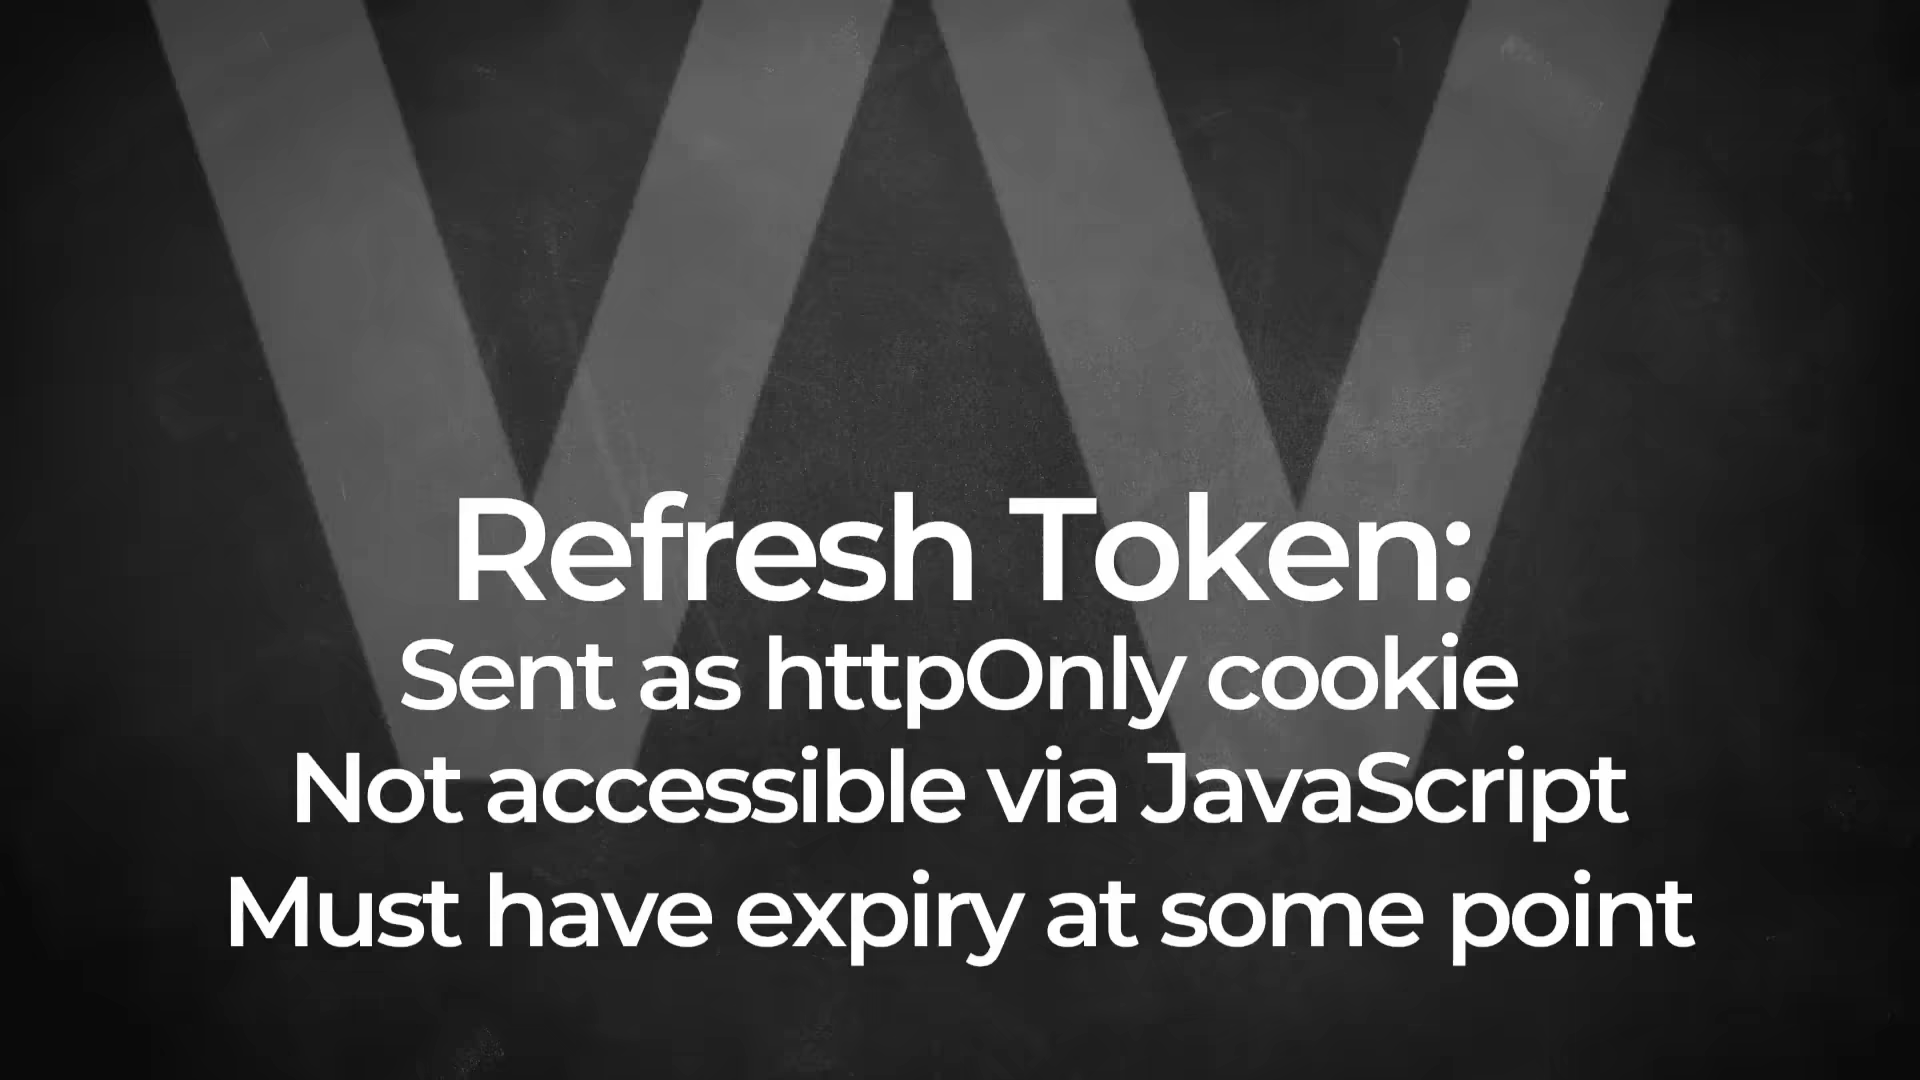 Refresh Token:
Sent as httpOnly cookie
Not accessible via JavaScript
Must have expiry at some point